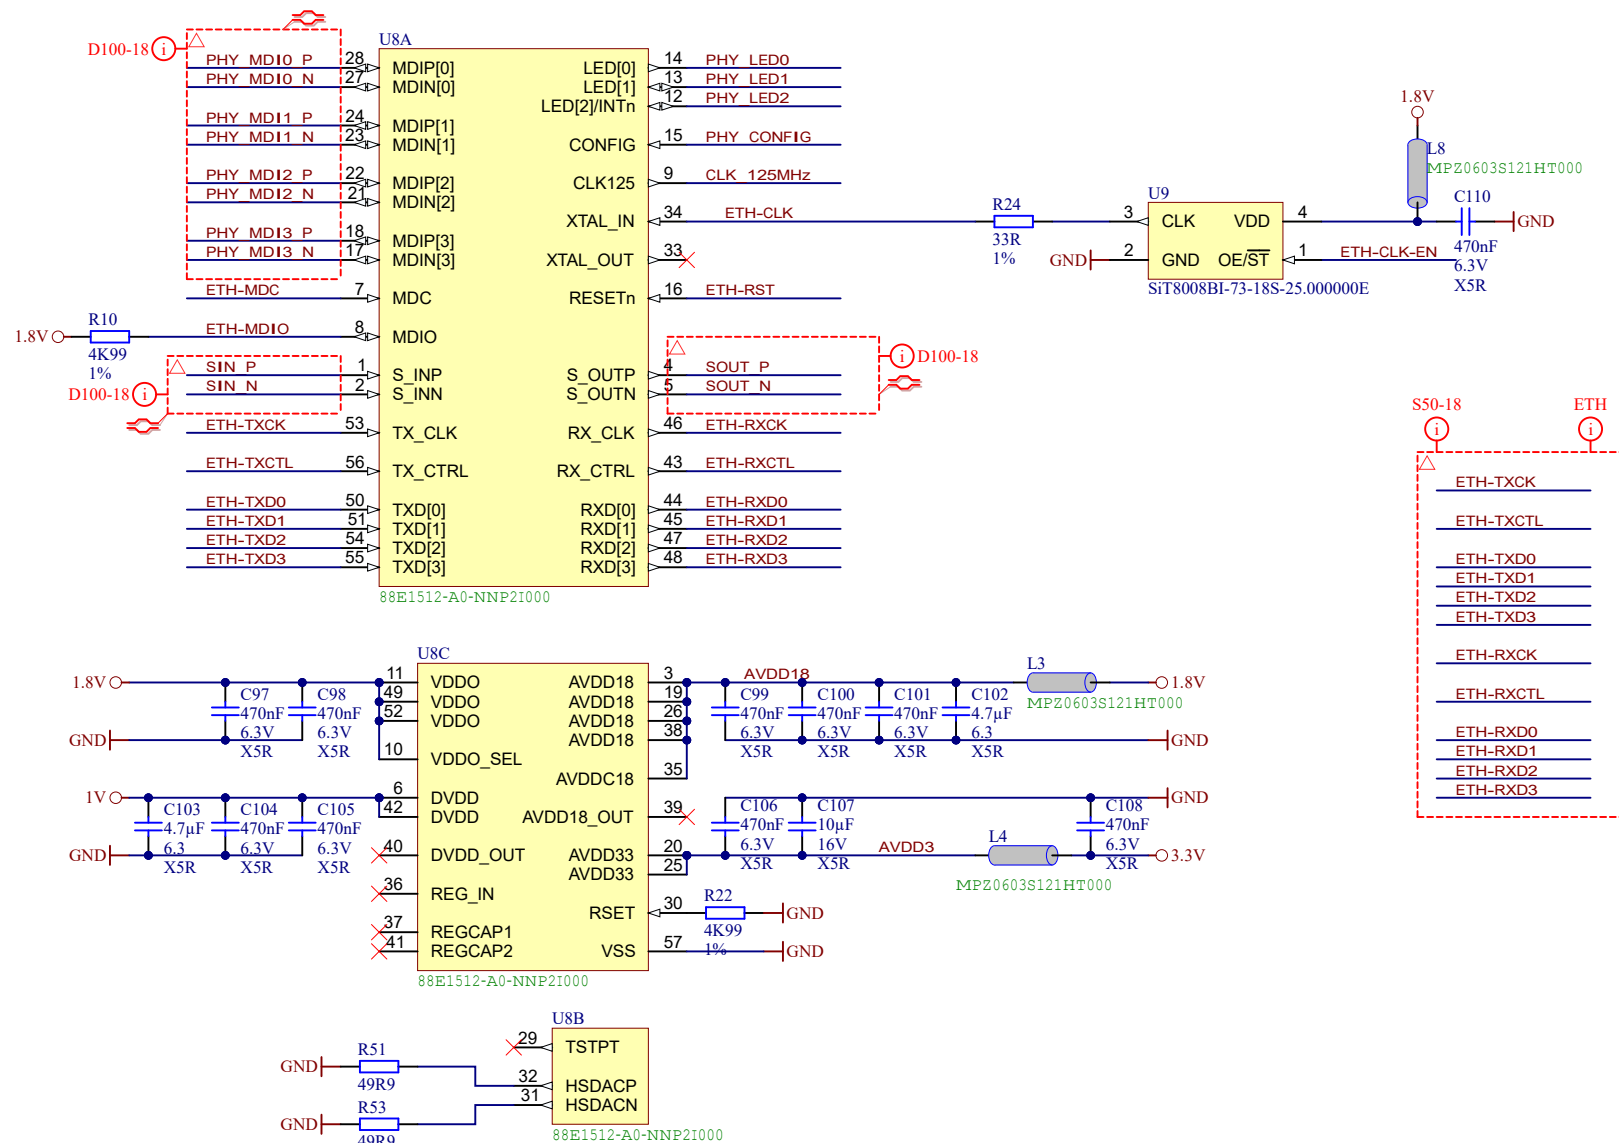 D100-18
i
U8A
PHY_MDI0_P 28 MDIP[0] LED[0] 14 PHY_LED0
PHY_MDI0_N 27 MDIN[0] LED[1] 13 PHY_LED1
LED[2]/INTn 12 PHY_LED2
PHY_MDI1_P 24 MDIP[1]
PHY_MDI1_N 23 MDIN[1] CONFIG 15 PHY_CONFIG
PHY_MDI2_P 22 MDIP[2] CLK125 9 CLK_125MHz
PHY_MDI2_N 21 MDIN[2]
XTAL_IN 34 ETH-CLK
PHY_MDI3_P 18 MDIP[3]
PHY_MDI3_N 17 MDIN[3] XTAL_OUT 33
ETH-MDC 7 MDC RESETn 16 ETH-RST
1.8V R10 4K99 1% ETH-MDIO 8 MDIO
SIN_P 1 S_INP S_OUTP 4 SOUT_P
SIN_N 2 S_INN S_OUTN 5 SOUT_N
D100-18 i
i D100-18
ETH-TXCK 53 TX_CLK RX_CLK 46 ETH-RXCK
ETH-TXCTL 56 TX_CTRL RX_CTRL 43 ETH-RXCTL
ETH-TXD0 50 TXD[0] RXD[0] 44 ETH-RXD0
ETH-TXD1 51 TXD[1] RXD[1] 45 ETH-RXD1
ETH-TXD2 54 TXD[2] RXD[2] 47 ETH-RXD2
ETH-TXD3 55 TXD[3] RXD[3] 48 ETH-RXD3
88E1512-A0-NNP2I000
1.8V
L8
MPZ0603S121HT000
R24
33R
1%
U9
3 CLK VDD 4
GND 2 GND OE/ST 1 ETH-CLK-EN
SiT8008BI-73-18S-25.000000E
C110
GND
470nF
6.3V
X5R
S50-18 ETH
i i
ETH-TXCK
ETH-TXCTL
ETH-TXD0
ETH-TXD1
ETH-TXD2
ETH-TXD3
ETH-RXCK
ETH-RXCTL
ETH-RXD0
ETH-RXD1
ETH-RXD2
ETH-RXD3
U8C
1.8V 11 VDDO AVDD18 3 AVDD18 L3 1.8V
MPZ0603S121HT000
49 VDDO AVDD18 19
52 VDDO AVDD18 26
AVDD18 38
10 VDDO_SEL AVDDC18 35
C97 C98 C99 C100 C101 C102
470nF 470nF 470nF 470nF 470nF 4.7µF
6.3V 6.3V 6.3V 6.3V 6.3V 6.3
X5R X5R X5R X5R X5R X5R
GND GND
1V 6 DVDD
42 DVDD AVDD18_OUT 39
GND
C103 C104 C105 C106 C107 C108
4.7µF 470nF 470nF 470nF 10µF 470nF
6.3 6.3V 6.3V 6.3V 16V 6.3V
X5R X5R X5R X5R X5R X5R
GND 40 DVDD_OUT AVDD33 20 AVDD3 L4 3.3V
AVDD33 25
MPZ0603S121HT000
36 REG_IN
RSET 30 R22 GND
4K99
1%
37 REGCAP1
41 REGCAP2 VSS 57 GND
88E1512-A0-NNP2I000
U8B
29 TSTPT
GND R51 49R9 32 HSDACP
31 HSDACN
GND R53 49R9
88E1512-A0-NNP2I000